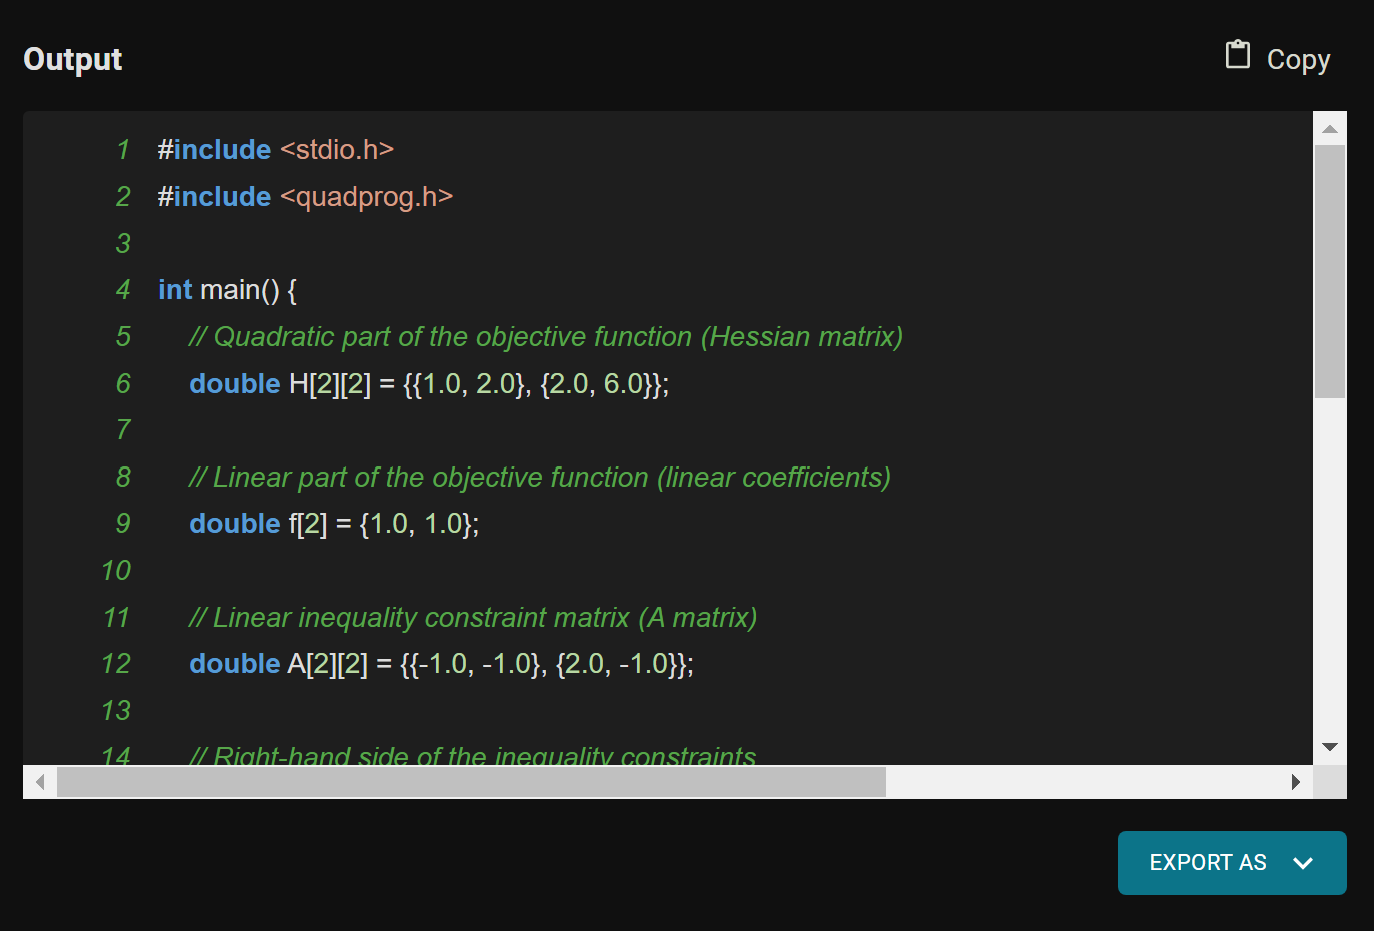 Output
Copy
1 #include <stdio.h>
2 #include <quadprog.h>
3
4 int main() {
5 // Quadratic part of the objective function (Hessian matrix)
6 double H[2][2] = {{1.0, 2.0}, {2.0, 6.0}};
7
8 // Linear part of the objective function (linear coefficients)
9 double f[2] = {1.0, 1.0};
10
11 // Linear inequality constraint matrix (A matrix)
12 double A[2][2] = {{-1.0, -1.0}, {2.0, -1.0}};
13
14 // Right-hand side of the inequality constraints
EXPORT AS